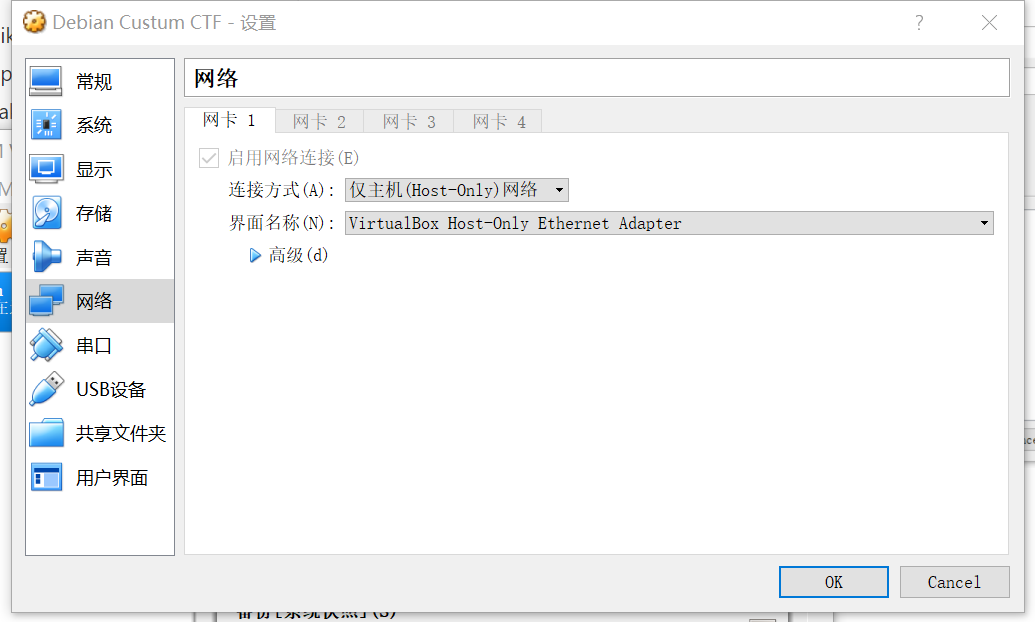 Debian Custum CTF - 设置
?
常规
系统
显示
存储
声音
网络
串口
USB设备
共享文件夹
用户界面
网络
网卡 1
网卡 2
网卡 3
网卡 4
启用网络连接(E)
连接方式(A):
仅主机(Host-Only)网络
界面名称(N):
VirtualBox Host-Only Ethernet Adapter
高级(d)
OK
Cancel